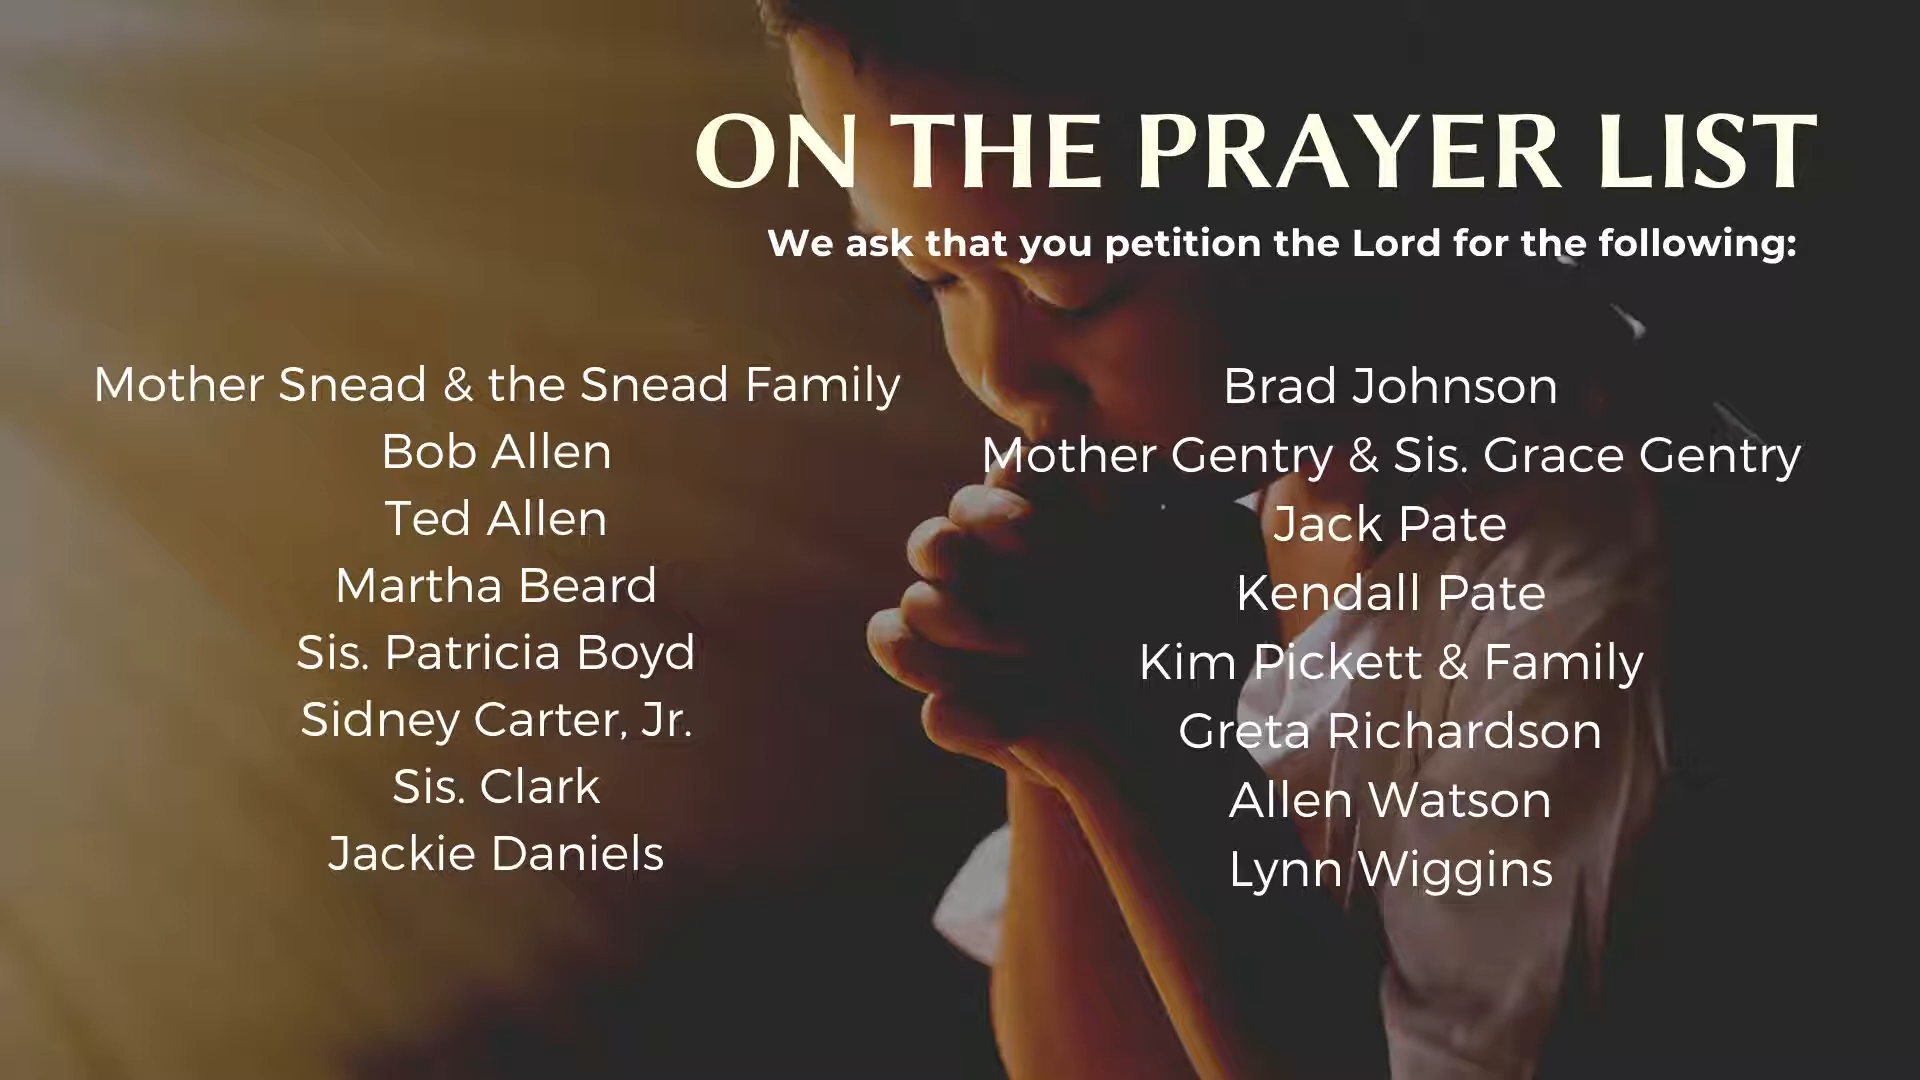 ON THE PRAYER LIST
We ask that you petition the Lord for the following:
Mother Snead & the Snead Family
Bob Allen
Ted Allen
Martha Beard
Sis. Patricia Boyd
Sidney Carter, Jr.
Sis. Clark
Jackie Daniels
Brad Johnson
Mother Gentry & Sis. Grace Gentry
Jack Pate
Kendall Pate
Kim Pickett & Family
Greta Richardson
Allen Watson
Lynn Wiggins